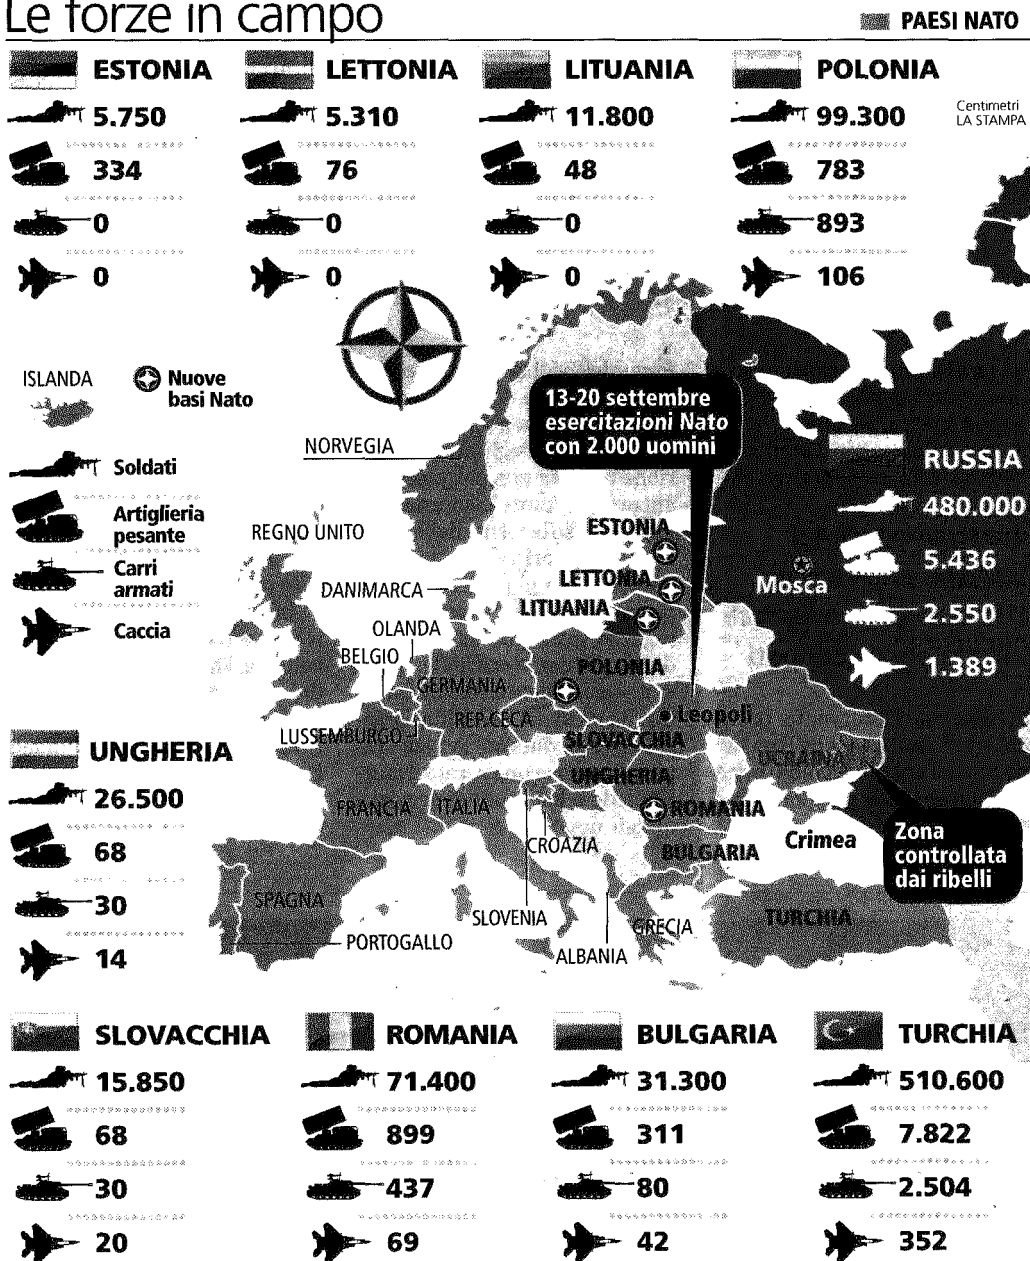 Le forze in campo
PAESI NATO
ESTONIA
5.750
334
0
0
LETTONIA
5.310
76
0
0
LITUANIA
11.800
48
0
0
POLONIA
99.300
783
893
106
Centimetri
LA STAMPA
ISLANDA
Nuove
basi Nato
Soldati
Artiglieria
pesante
Carri
armati
Caccia
13-20 settembre
esercitazioni Nato
con 2.000 uomini
NORVEGIA
REGNO UNITO
DANIMARCA
OLANDA
BELGIO
GERMANIA
LUSSEMBURGO
REP.CECA
FRANCIA
ITALIA
SPAGNA
PORTOGALLO
SLOVENIA
CROAZIA
ALBANIA
GRECIA
ESTONIA
LETTONIA
LITUANIA
POLONIA
Leopoli
SLOVACCHIA
UNGHERIA
UCRAINA
ROMANIA
BULGARIA
TURCHIA
Crimea
Mosca
Zona
controllata
dai ribelli
RUSSIA
480.000
5.436
2.550
1.389
UNGHERIA
26.500
68
30
14
SLOVACCHIA
15.850
68
30
20
ROMANIA
71.400
899
437
69
BULGARIA
31.300
311
80
42
TURCHIA
510.600
7.822
2.504
352